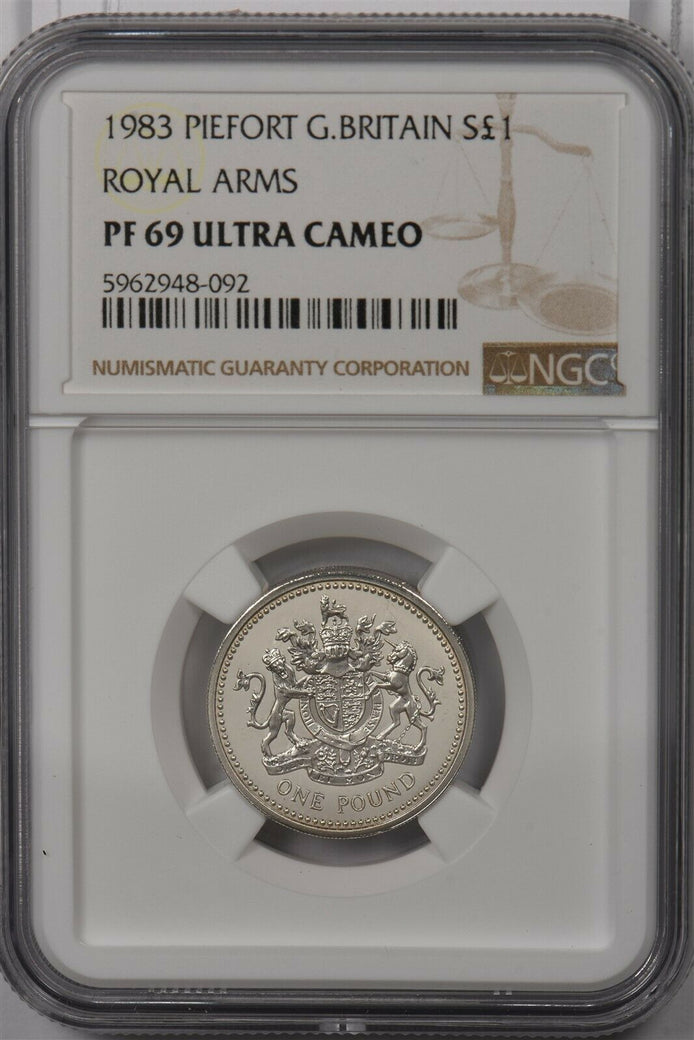 1983 PIEFORT G.BRITAIN S£1
ROYAL ARMS
PF 69 ULTRA CAMEO
5962948-092
NUMISMATIC GUARANTY CORPORATION
NGC
ONE POUND